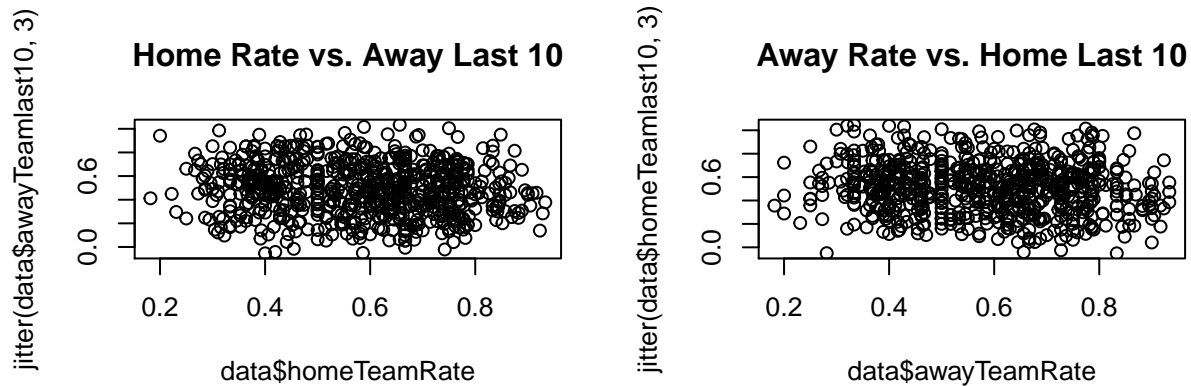 Home Rate vs. Away Last 10
jitter(data$awayTeamlast10, 3)
0.6
0.0
0.2 0.4 0.6 0.8
data$homeTeamRate
Away Rate vs. Home Last 10
jitter(data$homeTeamlast10, 3)
0.6
0.0
0.2 0.4 0.6 0.8
data$awayTeamRate